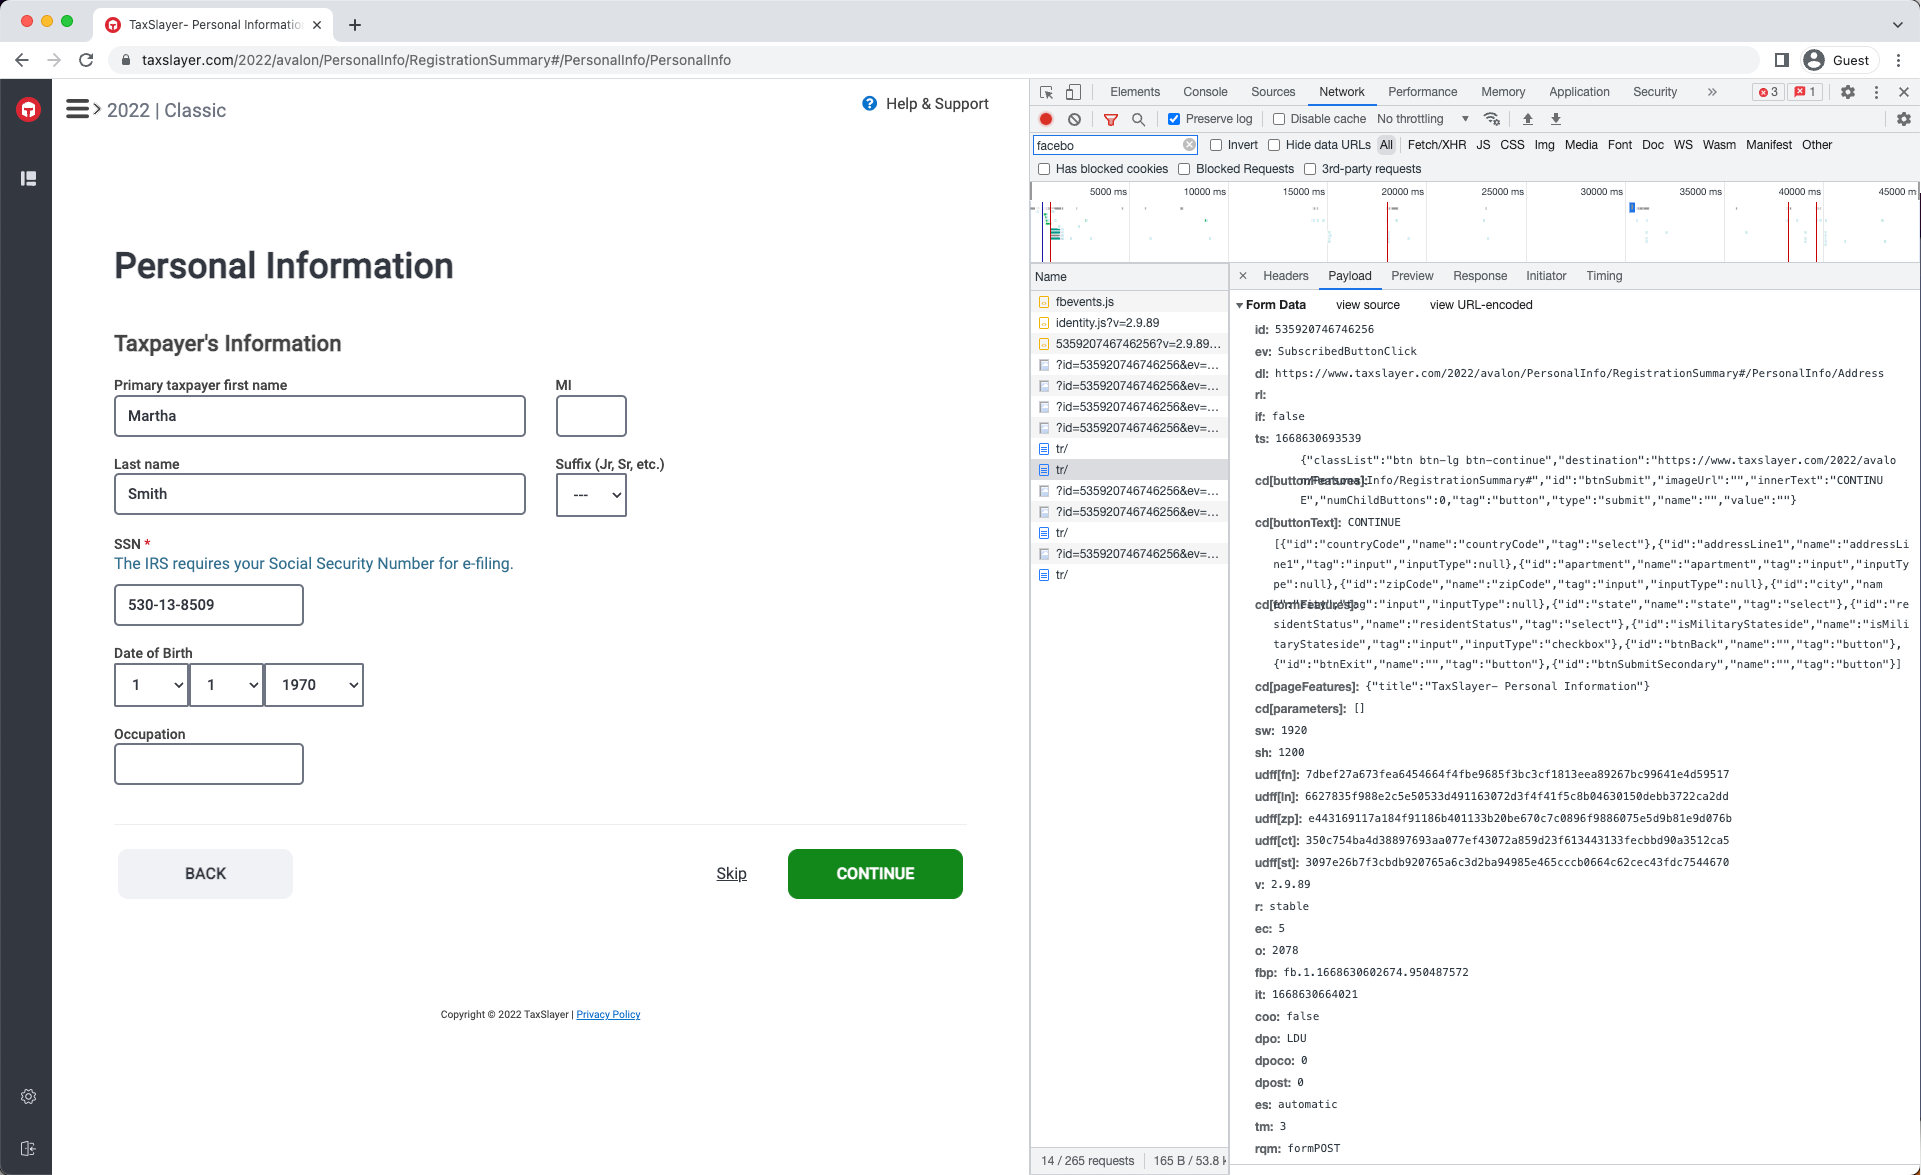 TaxSlayer- Personal Informatio
taxslayer.com/2022/avalon/PersonalInfo/RegistrationSummary#/PersonalInfo/PersonalInfo
Guest
2022 | Classic
Help & Support
Personal Information
Taxpayer's Information
Primary taxpayer first name
MI
Martha
Last name
Suffix (Jr, Sr, etc.)
Smith
---
SSN *
The IRS requires your Social Security Number for e-filing.
530-13-8509
Date of Birth
1 1 1970
Occupation
BACK
Skip
CONTINUE
Copyright © 2022 TaxSlayer | Privacy Policy
Elements Console Sources Network Performance Memory Application Security » 3 1
Preserve log Disable cache No throttling
facebo Invert Hide data URLs All Fetch/XHR JS CSS Img Media Font Doc WS Wasm Manifest Other
Has blocked cookies Blocked Requests 3rd-party requests
5000 ms 10000 ms 15000 ms 20000 ms 25000 ms 30000 ms 35000 ms 40000 ms 45000 m
Name
fbevents.js
identity.js?v=2.9.89
535920746746256?v=2.9.89...
?id=535920746746256&ev=...
?id=535920746746256&ev=...
?id=535920746746256&ev=...
?id=535920746746256&ev=...
tr/
tr/
?id=535920746746256&ev=...
?id=535920746746256&ev=...
tr/
?id=535920746746256&ev=...
tr/
14 / 265 requests 165 B / 53.8 k
Headers Payload Preview Response Initiator Timing
Form Data view source view URL-encoded
id: 535920746746256
ev: SubscribedButtonClick
dl: https://www.taxslayer.com/2022/avalon/PersonalInfo/RegistrationSummary#/PersonalInfo/Address
rl:
if: false
ts: 1668630693539
{"classList":"btn btn-lg btn-continue","destination":"https://www.taxslayer.com/2022/avalo
cd[buttonFeatures]: Info/RegistrationSummary#","id":"btnSubmit","imageUrl":"","innerText":"CONTINU
E","numChildButtons":0,"tag":"button","type":"submit","name":"","value":""}
cd[buttonText]: CONTINUE
[{"id":"countryCode","name":"countryCode","tag":"select"},{"id":"addressLine1","name":"addressLi
ne1","tag":"input","inputType":null},{"id":"apartment","name":"apartment","tag":"input","inputTy
pe":null},{"id":"zipCode","name":"zipCode","tag":"input","inputType":null},{"id":"city","nam
cd[formFeatures]: "tag":"input","inputType":null},{"id":"state","name":"state","tag":"select"},{"id":"re
sidentStatus","name":"residentStatus","tag":"select"},{"id":"isMilitaryStateside","name":"isMili
taryStateside","tag":"input","inputType":"checkbox"},{"id":"btnBack","name":"","tag":"button"},
{"id":"btnExit","name":"","tag":"button"},{"id":"btnSubmitSecondary","name":"","tag":"button"}]
cd[pageFeatures]: {"title":"TaxSlayer- Personal Information"}
cd[parameters]: []
sw: 1920
sh: 1200
udff[fn]: 7dbef27a673fea6454664f4fbe9685f3bc3cf1813eea89267bc99641e4d59517
udff[ln]: 6627835f988e2c5e50533d491163072d3f4f41f5c8b04630150debb3722ca2dd
udff[zp]: e443169117a184f91186b401133b20be670c7c0896f9886075e5d9b81e9d076b
udff[ct]: 350c754ba4d38897693aa077ef43072a859d23f613443133fecbbd90a3512ca5
udff[st]: 3097e26b7f3cbdb920765a6c3d2ba94985e465cccb0664c62cec43fdc7544670
v: 2.9.89
r: stable
ec: 5
o: 2078
fbp: fb.1.1668630602674.950487572
it: 1668630664021
coo: false
dpo: LDU
dpoco: 0
dpost: 0
es: automatic
tm: 3
rqm: formPOST